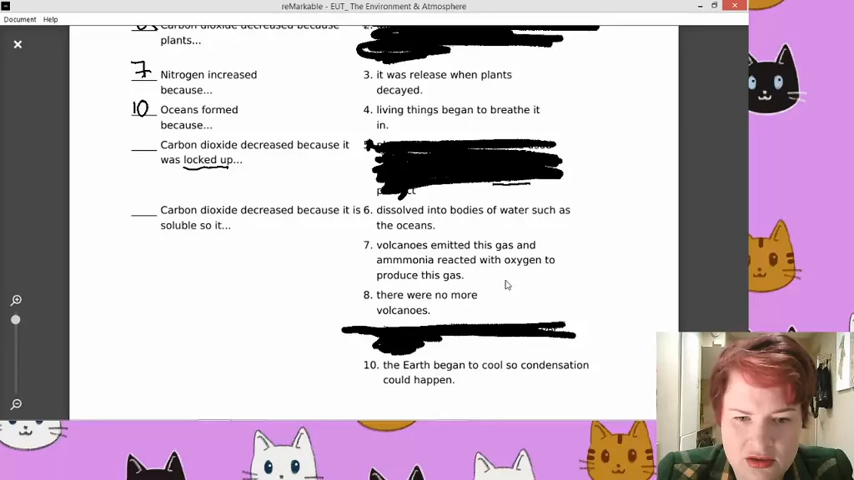 reMarkable - EUT_ The Environment & Atmosphere
Document Help
Carbon dioxide decreased because
plants...
7 Nitrogen increased
because...
10 Oceans formed
because...
____ Carbon dioxide decreased because it
was locked up...
____ Carbon dioxide decreased because it is
soluble so it...
3. it was release when plants
decayed.
4. living things began to breathe it
in.
6. dissolved into bodies of water such as
the oceans.
7. volcanoes emitted this gas and
ammmonia reacted with oxygen to
produce this gas.
8. there were no more
volcanoes.
10. the Earth began to cool so condensation
could happen.